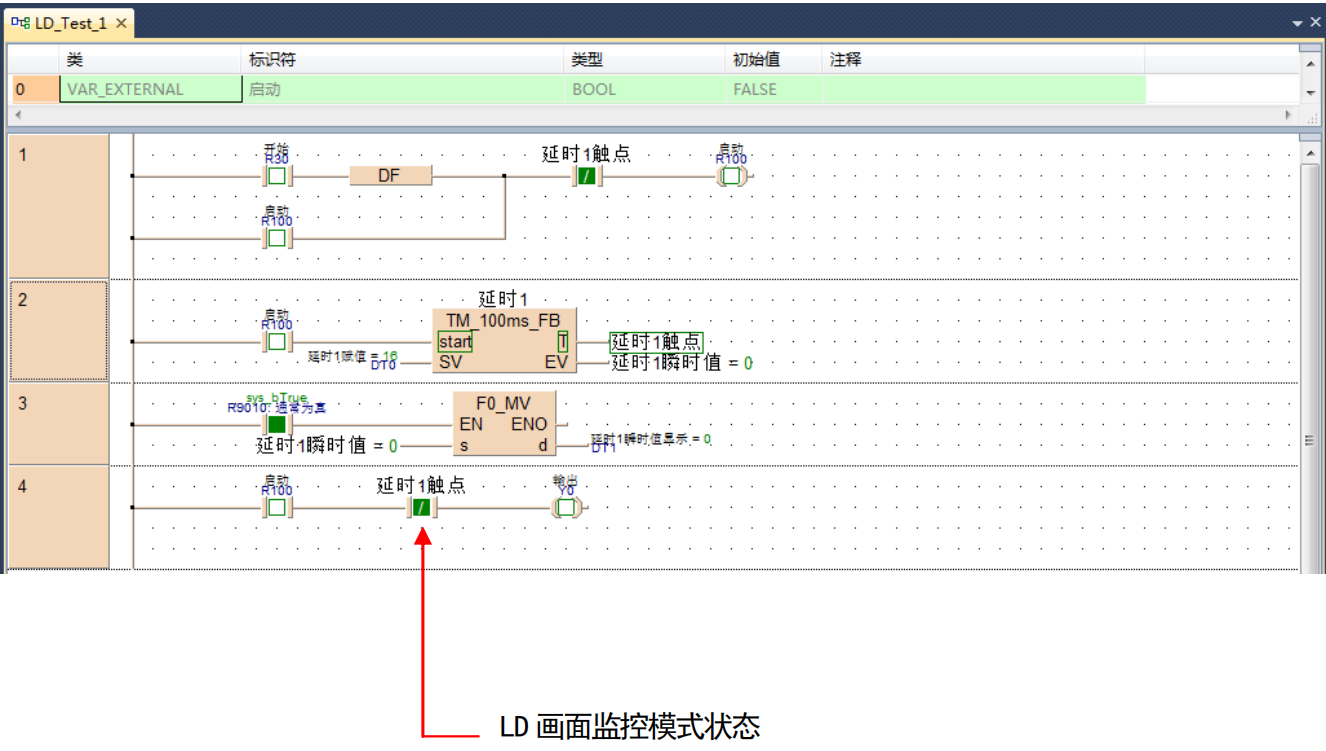 LD_Test_1
类 标识符 类型 初始值 注释
0 VAR_EXTERNAL 启动 BOOL FALSE
1
开始 延时1触点 启动
R30 R100
DF
启动
R100
2
延时1
启动
R100
TM_100ms_FB
start T 延时1触点
延时1赋值 = 16
DT0 SV EV 延时1瞬时值 = 0
3
sys_bTrue
R9010: 通常为真
F0_MV
EN ENO
延时1瞬时值 = 0 s d 延时1瞬时值显示 = 0
DT1
4
启动 延时1触点 输出
R100 Y0
LD 画面监控模式状态